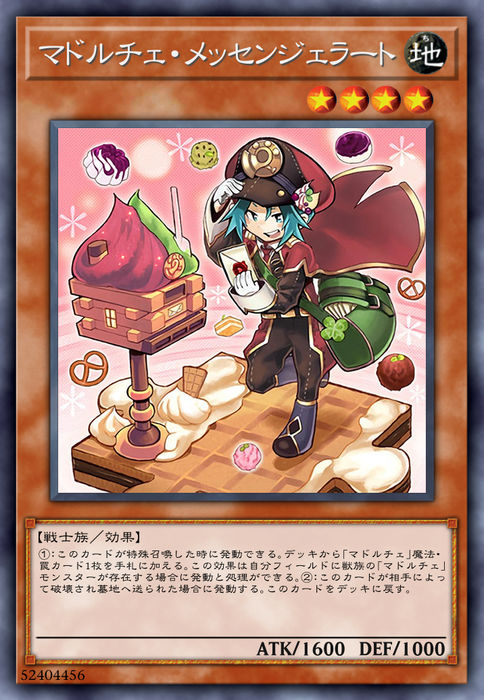 マドルチェ・メッセンジェラート
地
ち
【戦士族／効果】
①:このカードが特殊召喚した時に発動できる。デッキから「マドルチェ」魔法・
罠カード1枚を手札に加える。この効果は自分フィールドに獣族の「マドルチェ」
モンスターが存在する場合に発動と処理ができる。②:このカードが相手によっ
て破壊され墓地へ送られた場合に発動する。このカードをデッキに戻す。
ATK/1600 DEF/1000
52404456